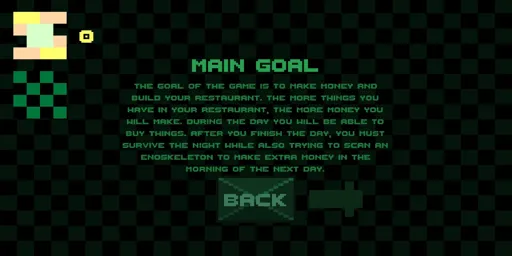 MAIN GOAL
THE GOAL OF THE GAME IS TO MAKE MONEY AND
BUILD YOUR RESTAURANT. THE MORE THINGS YOU
HAVE IN YOUR RESTAURANT, THE MORE MONEY YOU
WILL MAKE. DURING THE DAY YOU WILL BE ABLE TO
BUY THINGS. AFTER YOU FINISH THE DAY, YOU MUST
SURVIVE THE NIGHT WHILE ALSO TRYING TO SCAN AN
ENOSKELETON TO MAKE EXTRA MONEY IN THE
MORNING OF THE NEXT DAY.
BACK